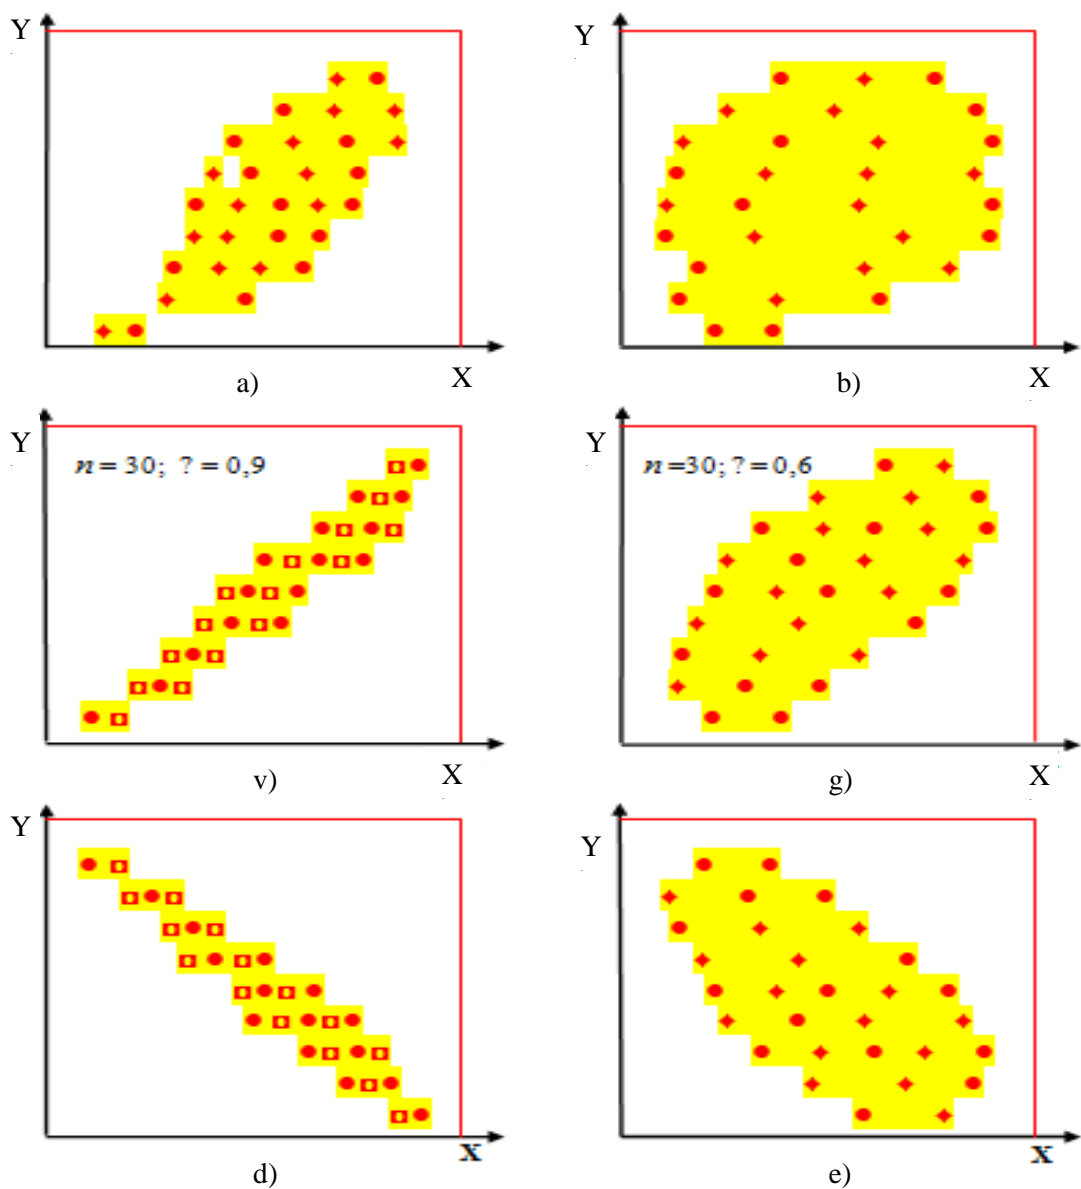 Y
Y
X
X
a)
b)
Y
Y
n = 30; ? = 0,9
n=30; ? = 0,6
X
X
v)
g)
Y
Y
X
X
d)
e)